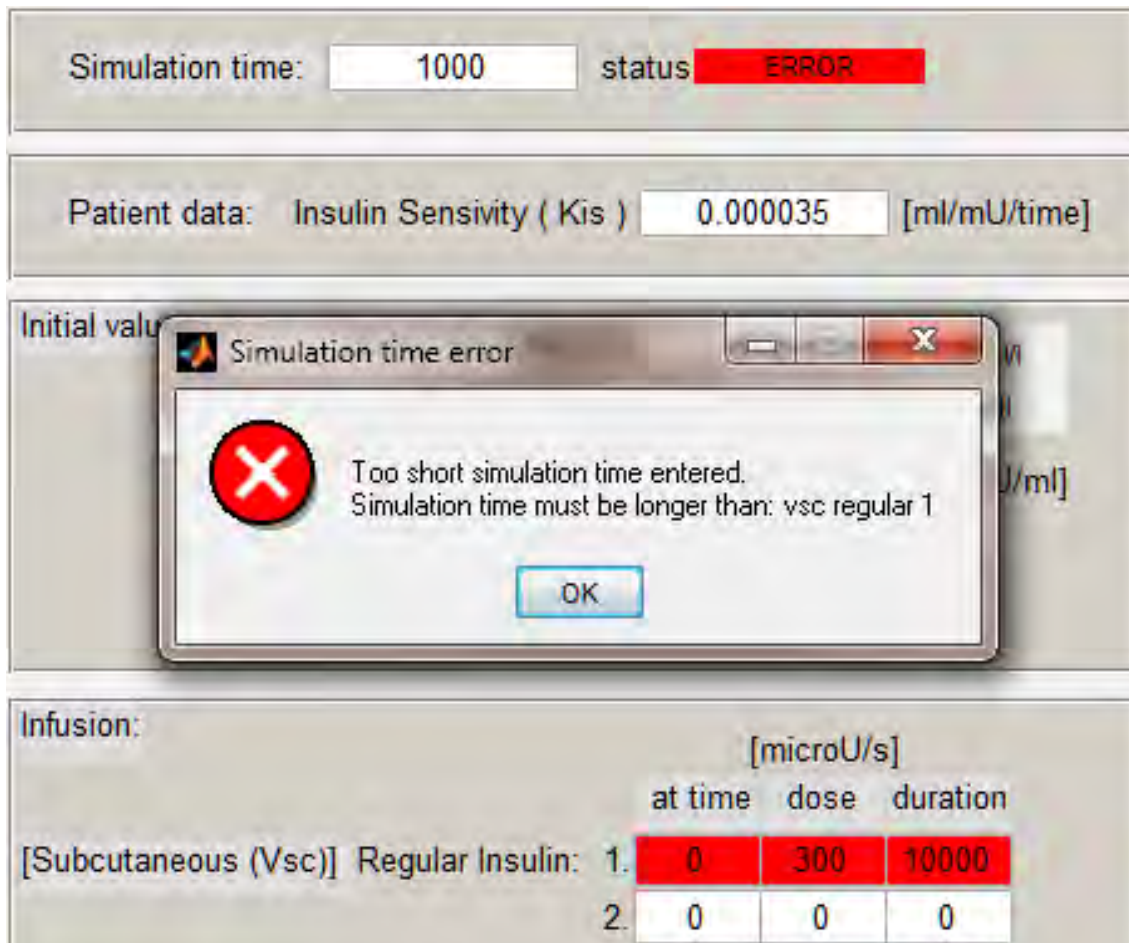 Simulation time: 1000 status ERROR
Patient data: Insulin Sensivity ( Kis ) 0.000035 [ml/mU/time]
Initial
Simulation time error
Too short simulation time entered.
Simulation time must be longer than: vsc regular 1
OK
Infusion:
[microU/s]
at time dose duration
[Subcutaneous (Vsc)] Regular Insulin: 1. 0 300 10000
2. 0 0 0